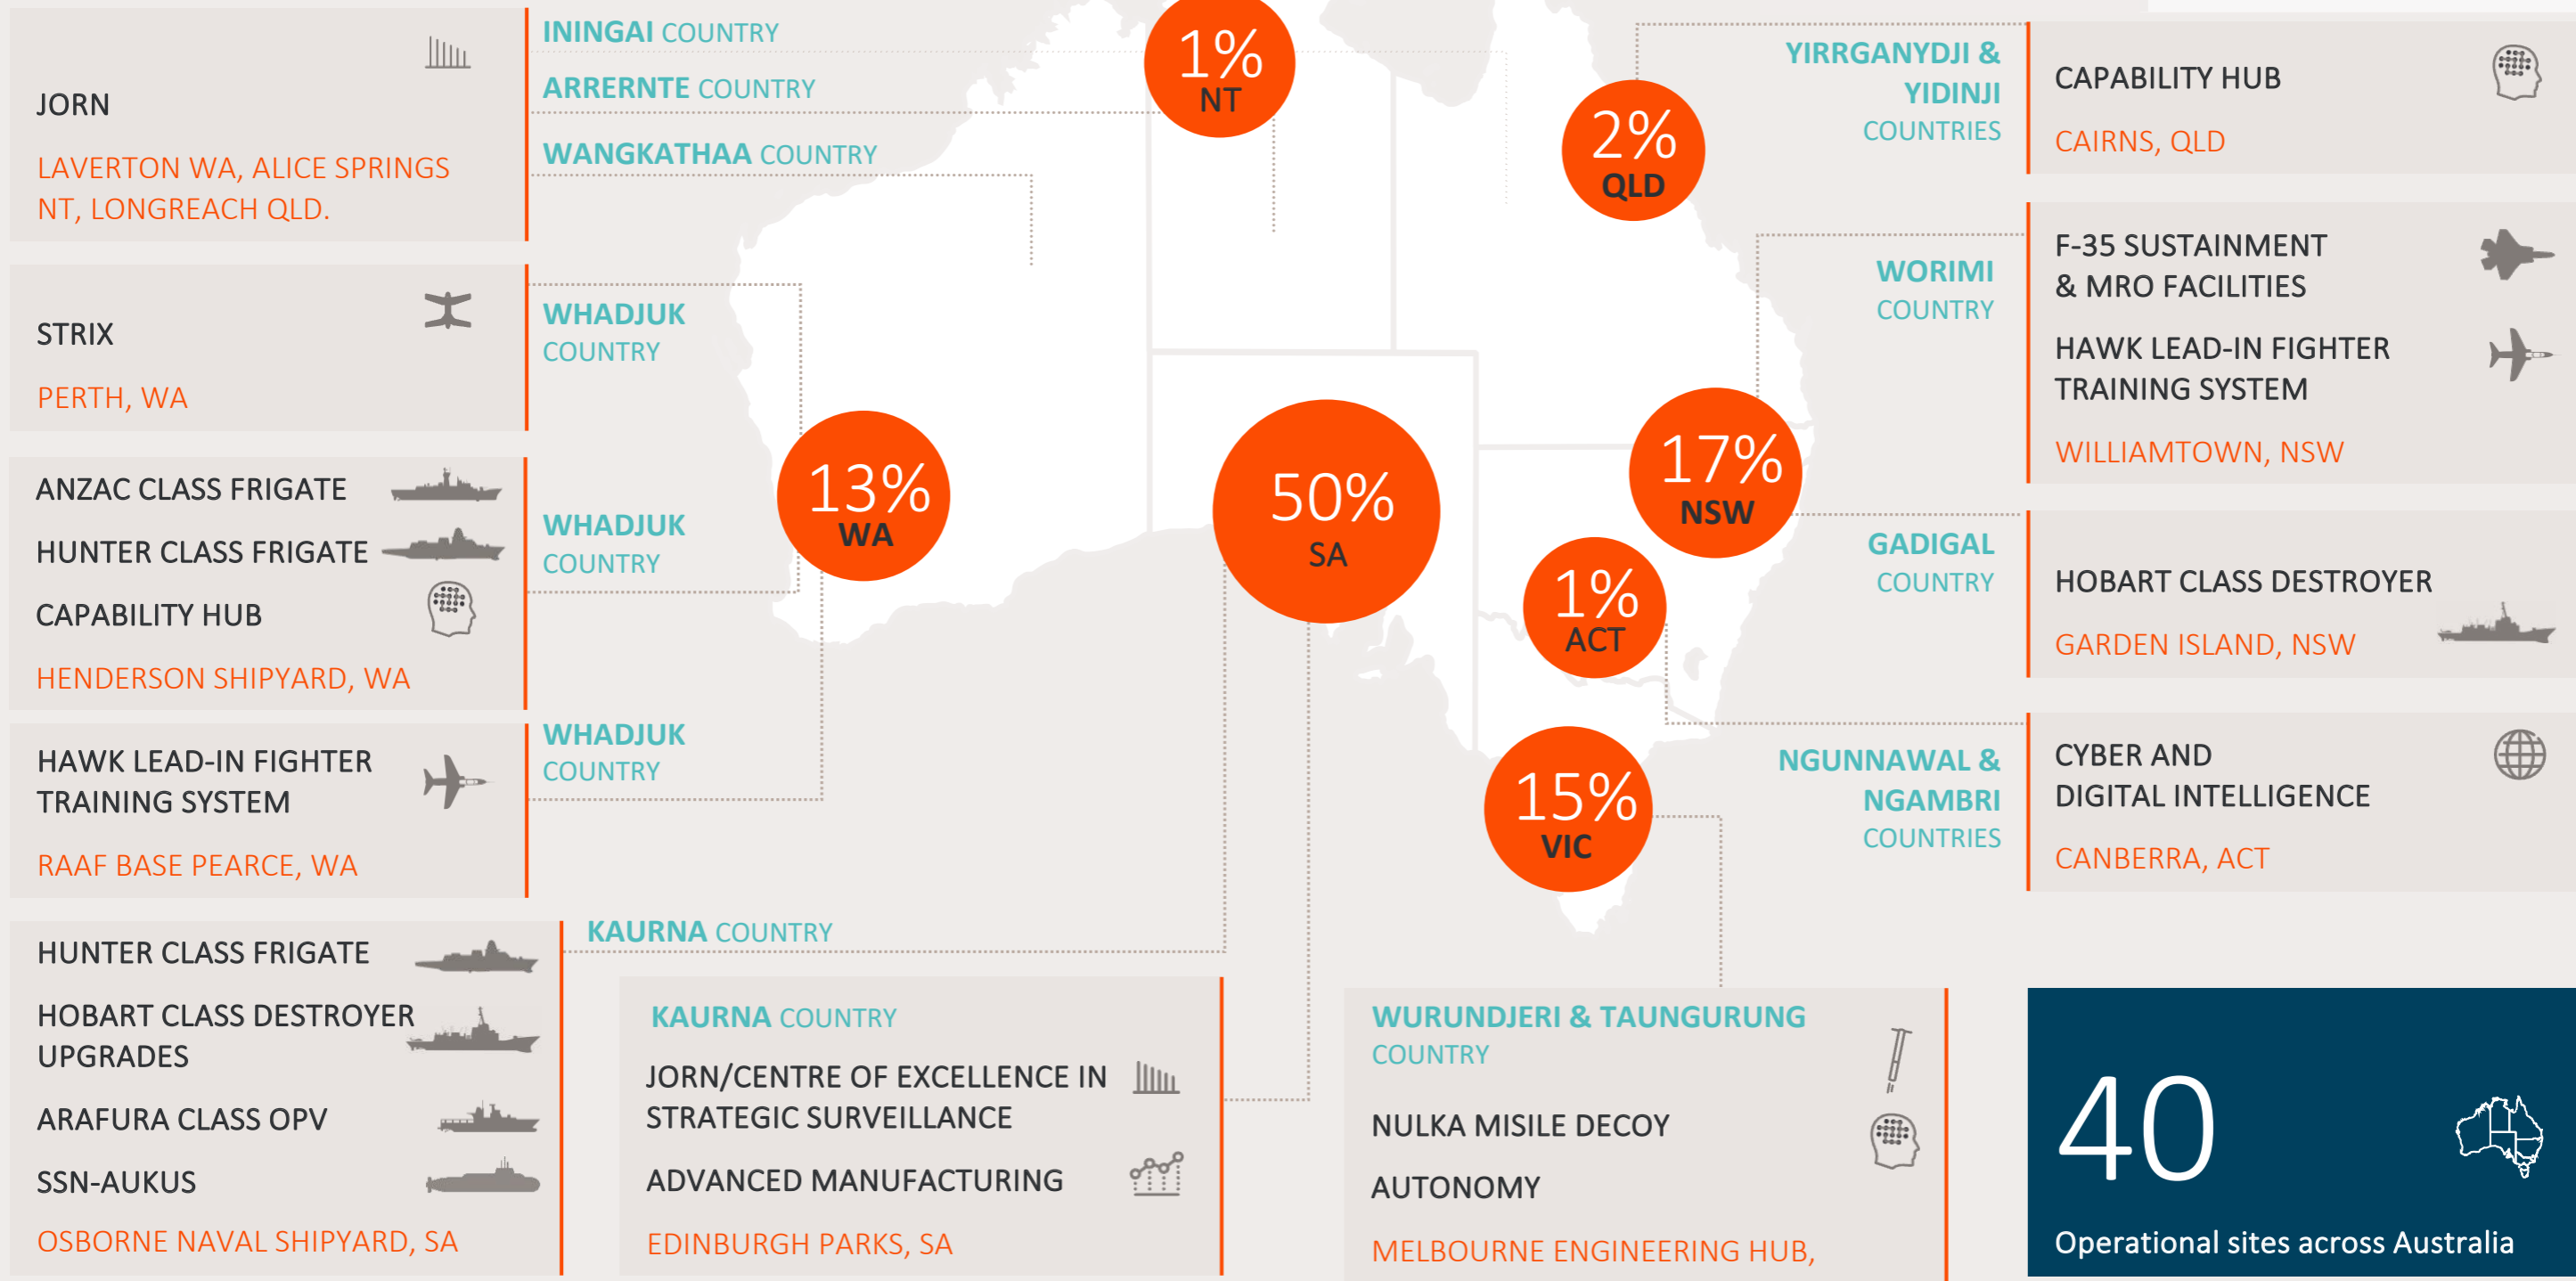 JORN
LAVERTON WA, ALICE SPRINGS
NT, LONGREACH QLD.
ININGAI COUNTRY
ARRERNTE COUNTRY
WANGKATHAA COUNTRY
STRIX
PERTH, WA
WHADJUK
COUNTRY
ANZAC CLASS FRIGATE
HUNTER CLASS FRIGATE
CAPABILITY HUB
HENDERSON SHIPYARD, WA
WHADJUK
COUNTRY
HAWK LEAD-IN FIGHTER
TRAINING SYSTEM
RAAF BASE PEARCE, WA
WHADJUK
COUNTRY
1%
NT
2%
QLD
13%
WA
50%
SA
17%
NSW
1%
ACT
15%
VIC
YIRRGANYDJI &
YIDINJI
COUNTRIES
CAPABILITY HUB
CAIRNS, QLD
WORIMI
COUNTRY
F-35 SUSTAINMENT
& MRO FACILITIES
HAWK LEAD-IN FIGHTER
TRAINING SYSTEM
WILLIAMTOWN, NSW
GADIGAL
COUNTRY
HOBART CLASS DESTROYER
GARDEN ISLAND, NSW
NGUNNAWAL &
NGAMBRI
COUNTRIES
CYBER AND
DIGITAL INTELLIGENCE
CANBERRA, ACT
HUNTER CLASS FRIGATE
HOBART CLASS DESTROYER
UPGRADES
ARAFURA CLASS OPV
SSN-AUKUS
OSBORNE NAVAL SHIPYARD, SA
KAURNA COUNTRY
KAURNA COUNTRY
JORN/CENTRE OF EXCELLENCE IN
STRATEGIC SURVEILLANCE
ADVANCED MANUFACTURING
EDINBURGH PARKS, SA
WURUNDJERI & TAUNGURUNG
COUNTRY
NULKA MISILE DECOY
AUTONOMY
MELBOURNE ENGINEERING HUB,
40
Operational sites across Australia